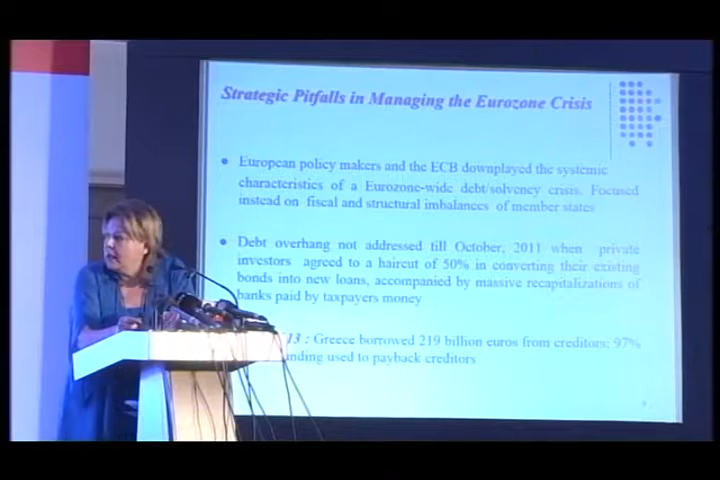 Strategic Pitfalls in Managing the Eurozone Crisis
European policy makers and the ECB downplayed the systemic
characteristics of a Eurozone-wide debt/solvency crisis. Focused
instead on fiscal and structural imbalances of member states
Debt overhang not addressed till October, 2011 when private
investors agreed to a haircut of 50% in converting their existing
bonds into new loans, accompanied by massive recapitalizations of
banks paid by taxpayers money
13 : Greece borrowed 219 billion euros from creditors; 97%
used to payback creditors